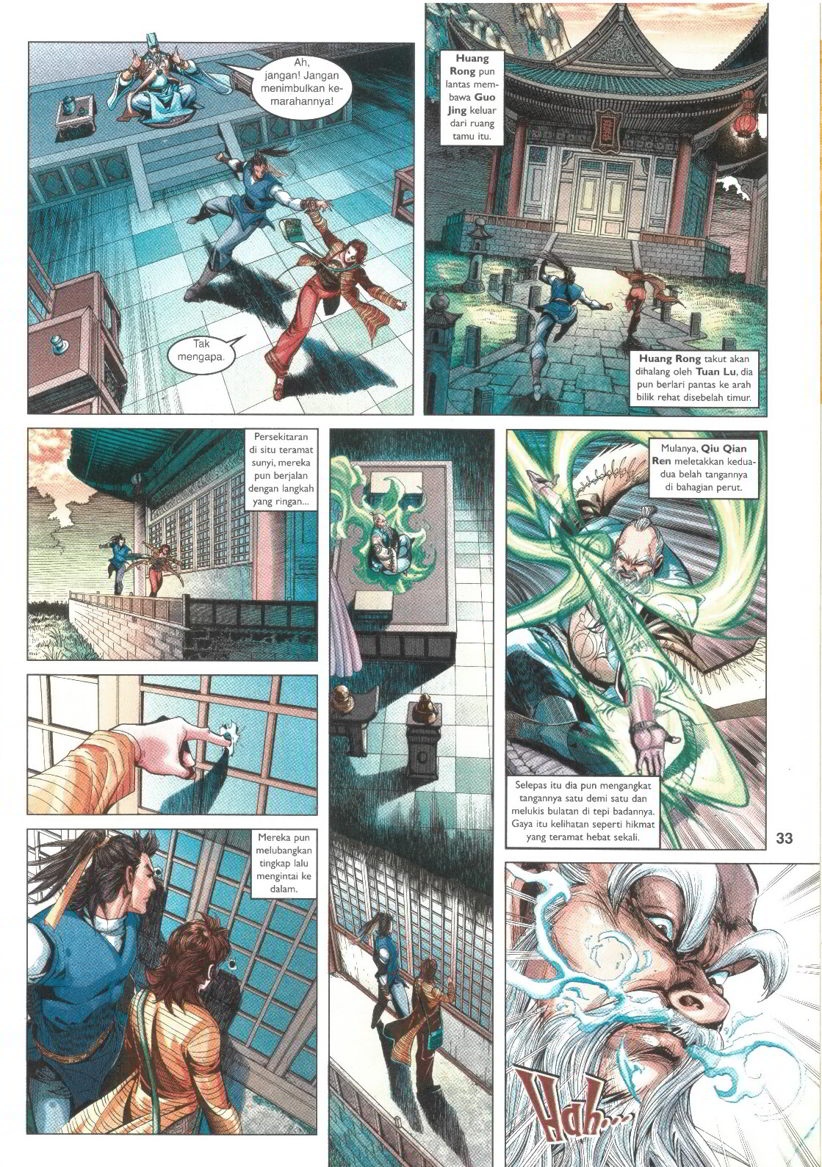 Ah,
jangan! Jangan
menimbulkan ke-
marahannya!
Tak
mengapa.
Huang
Rong pun
lantas mem-
bawa Guo
Jing keluar
dari ruang
tamu itu.
Huang Rong takut akan
dihalang oleh Tuan Lu, dia
pun berlari pantas ke arah
bilik rehat disebelah timur.
Persekitaran
di situ teramat
sunyi, mereka
pun berjalan
dengan langkah
yang ringan...
Mereka pun
melubangkan
tingkap lalu
mengintai ke
dalam.
Mulanya, Qiu Qian
Ren meletakkan kedua-
dua belah tangannya
di bahagian perut.
Selepas itu dia pun mengangkat
tangannya satu demi satu dan
melukis bulatan di tepi badannya.
Gaya itu kelihatan seperti hikmat
yang teramat hebat sekali.
33
Hah...